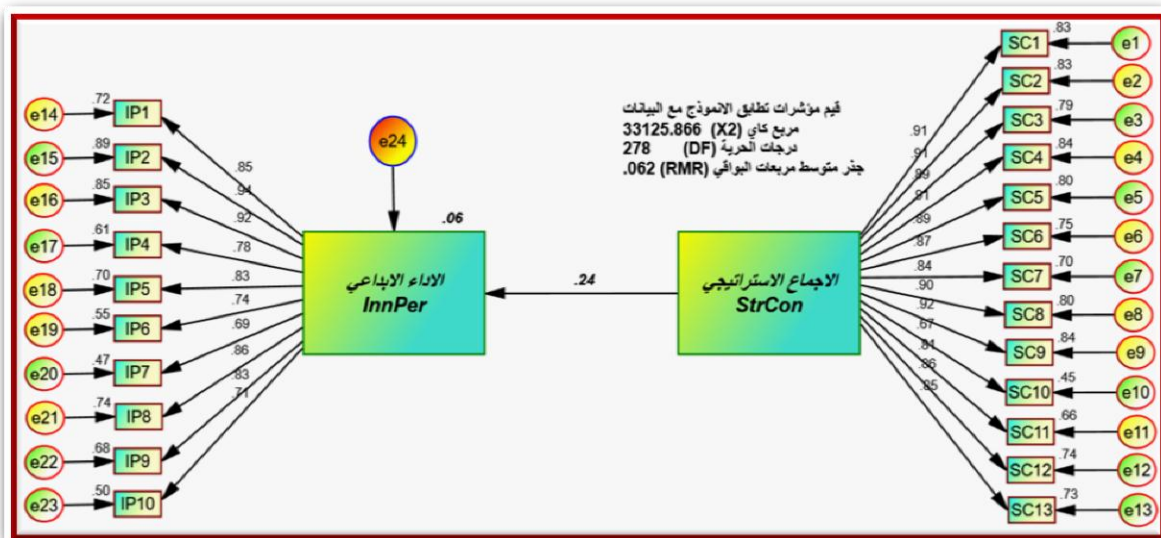 .83
SC1
e1
.83
SC2
e2
.79
SC3
e3
.84
SC4
e4
.80
SC5
e5
.75
SC6
e6
.70
SC7
e7
.80
SC8
e8
.84
SC9
e9
.45
SC10
e10
.66
SC11
e11
.74
SC12
e12
.73
SC13
e13
.91
.91
.89
.91
.89
.87
.84
.90
.92
.67
.81
.86
.85
قيم مؤشرات تطابق الانموذج مع البيانات
مربع كاي (X2) 33125.866
درجات الحرية (DF) 278
جذر متوسط مربعات البواقي (RMR) .062
الاجماع الاستراتيجي
StrCon
.24
e24
.06
الاداء الابداعي
InnPer
.85
.94
.92
.78
.83
.74
.69
.86
.83
.71
e14
.72
IP1
e15
.89
IP2
e16
.85
IP3
e17
.61
IP4
e18
.70
IP5
e19
.55
IP6
e20
.47
IP7
e21
.74
IP8
e22
.68
IP9
e23
.50
IP10